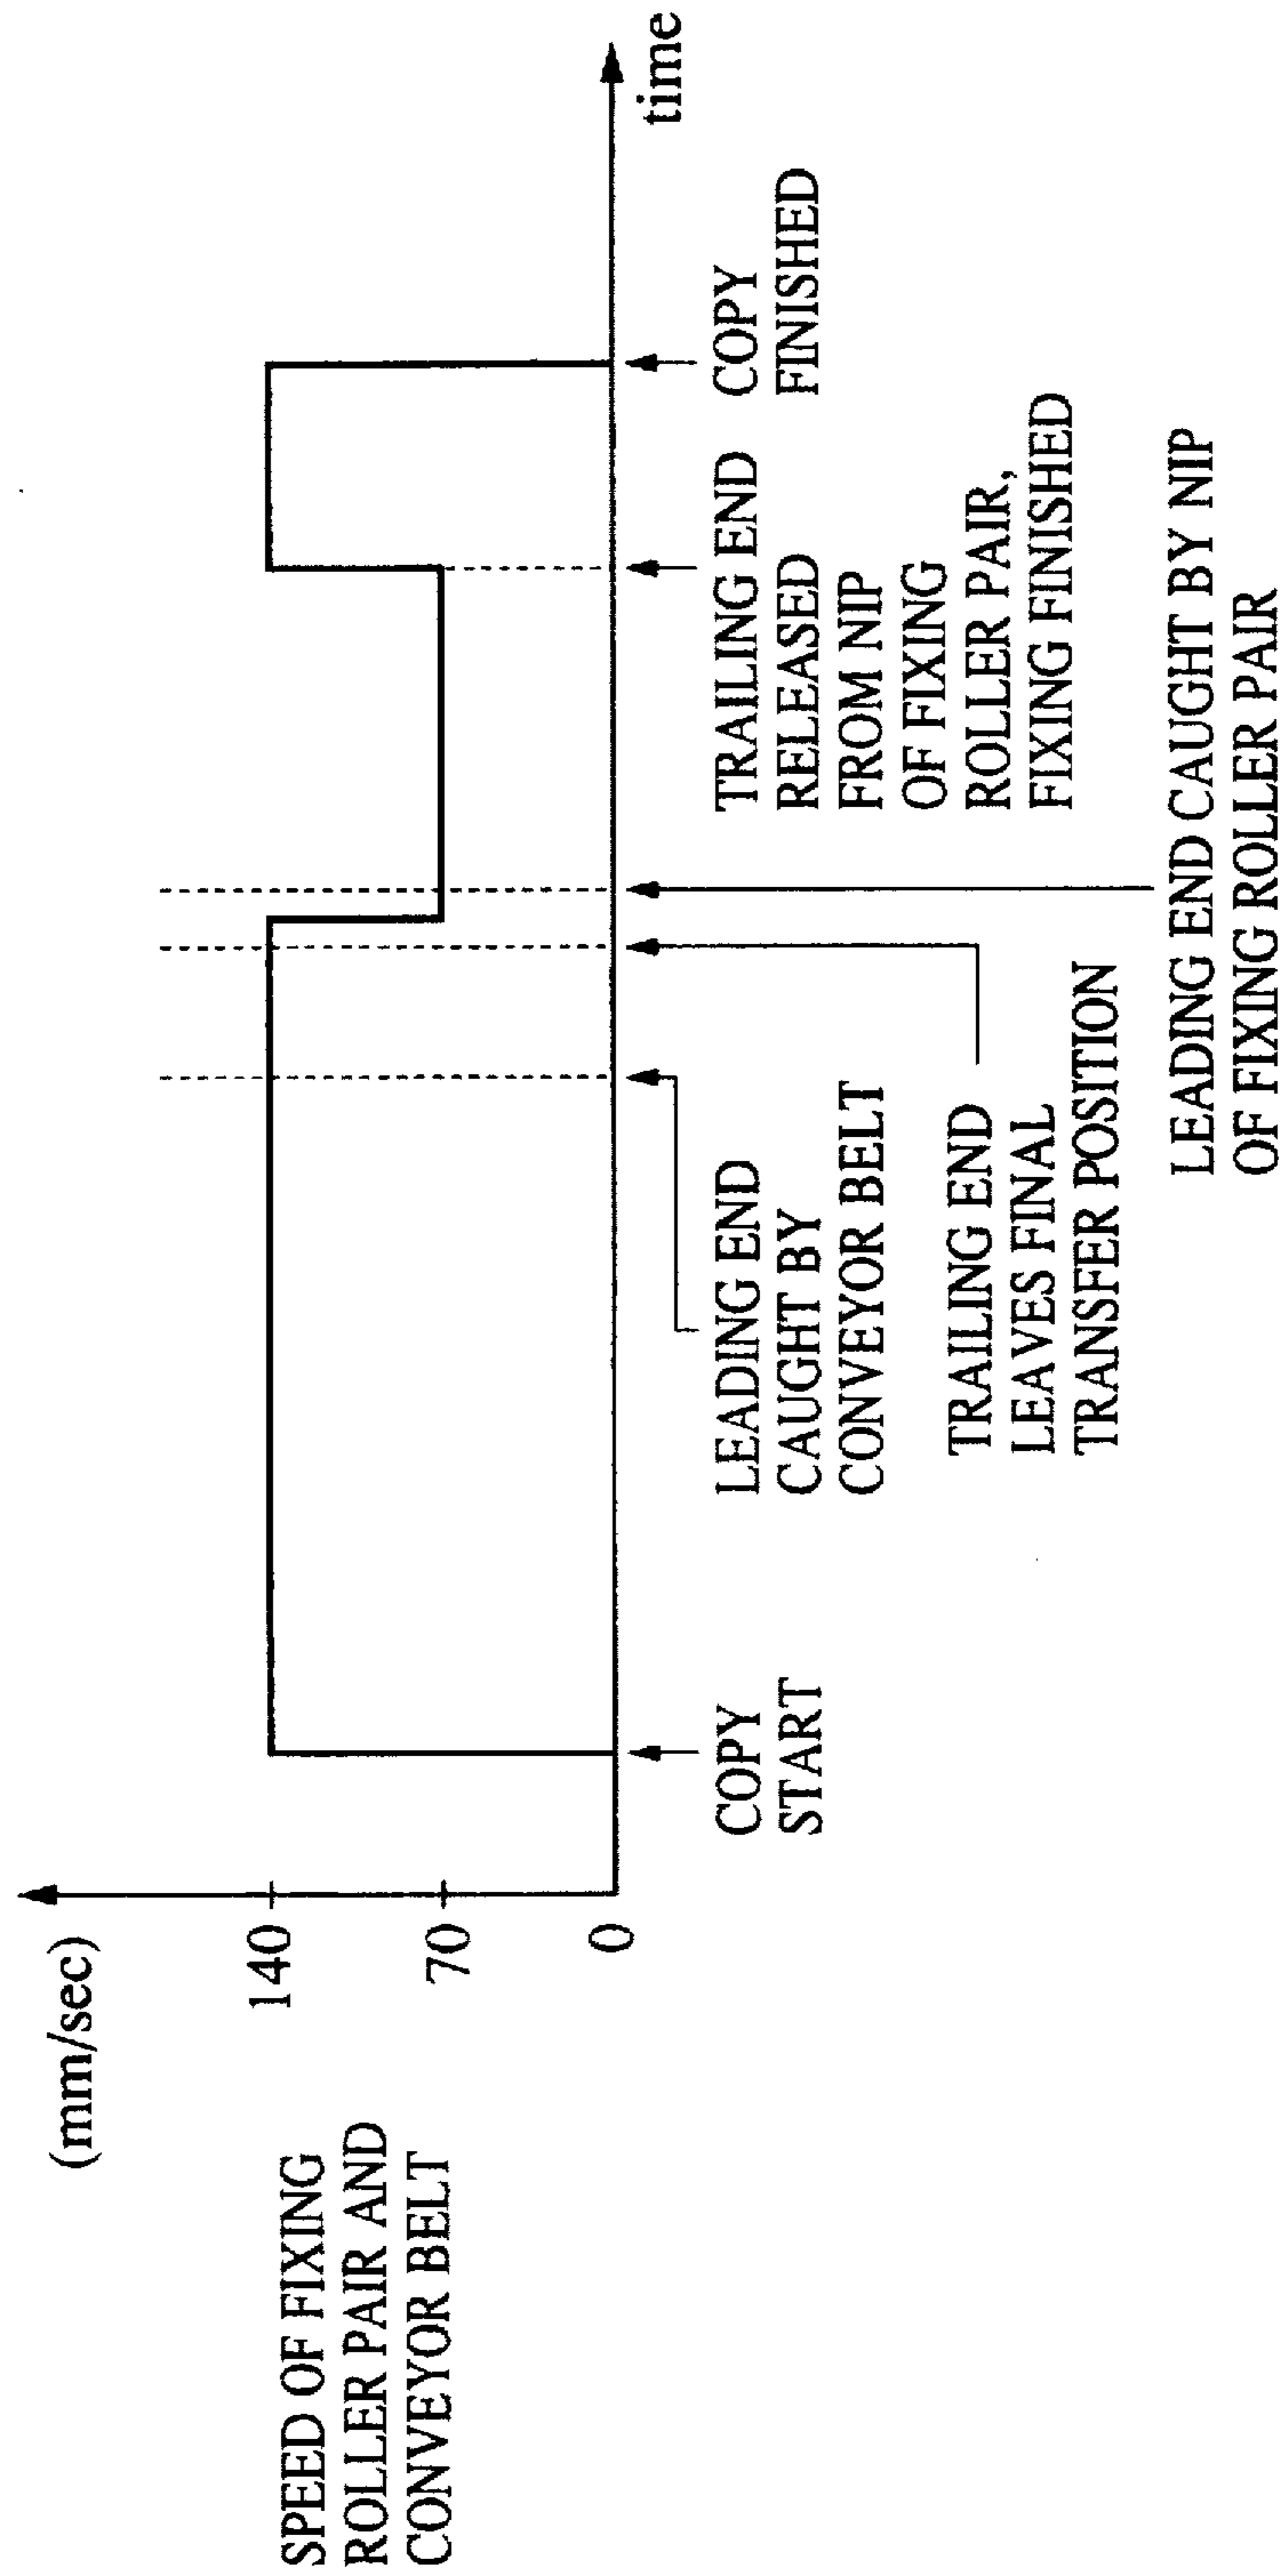 (mm/sec)
SPEED OF FIXING
ROLLER PAIR AND
CONVEYOR BELT
140
70
0
time
COPY
START
LEADING END
CAUGHT BY
CONVEYOR BELT
TRAILING END
LEAVES FINAL
TRANSFER POSITION
LEADING END CAUGHT BY NIP
OF FIXING ROLLER PAIR
TRAILING END
RELEASED
FROM NIP
OF FIXING
ROLLER PAIR,
FIXING FINISHED
COPY
FINISHED